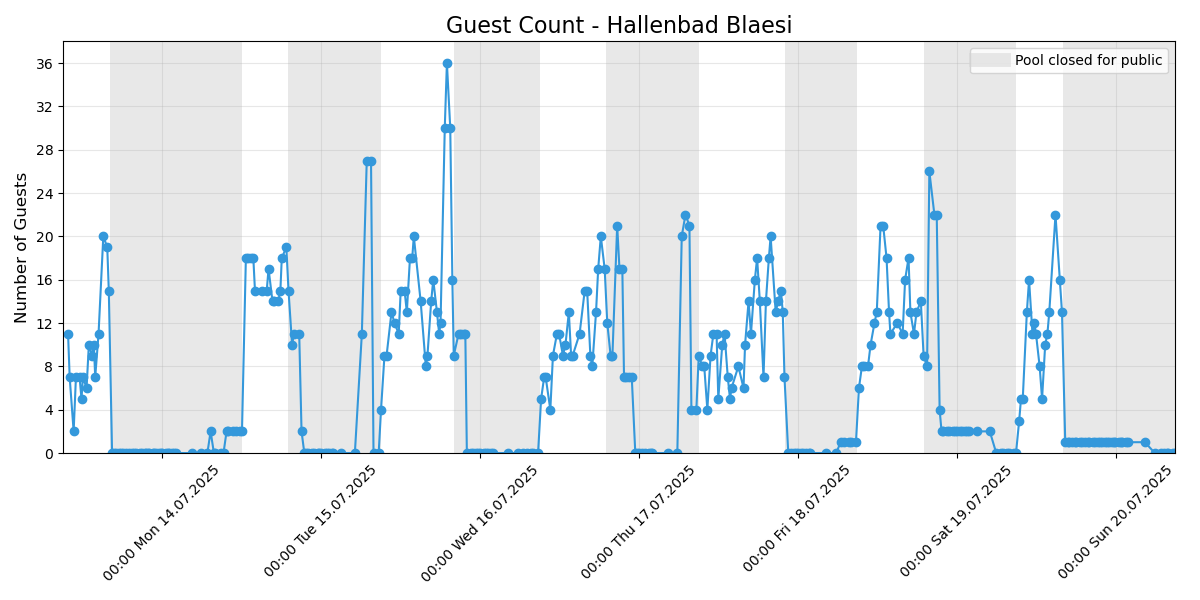 Guest Count - Hallenbad Blaesi
Pool closed for public
Number of Guests
36
32
28
24
20
16
12
8
4
0
00:00 Mon 14.07.2025
00:00 Tue 15.07.2025
00:00 Wed 16.07.2025
00:00 Thu 17.07.2025
00:00 Fri 18.07.2025
00:00 Sat 19.07.2025
00:00 Sun 20.07.2025